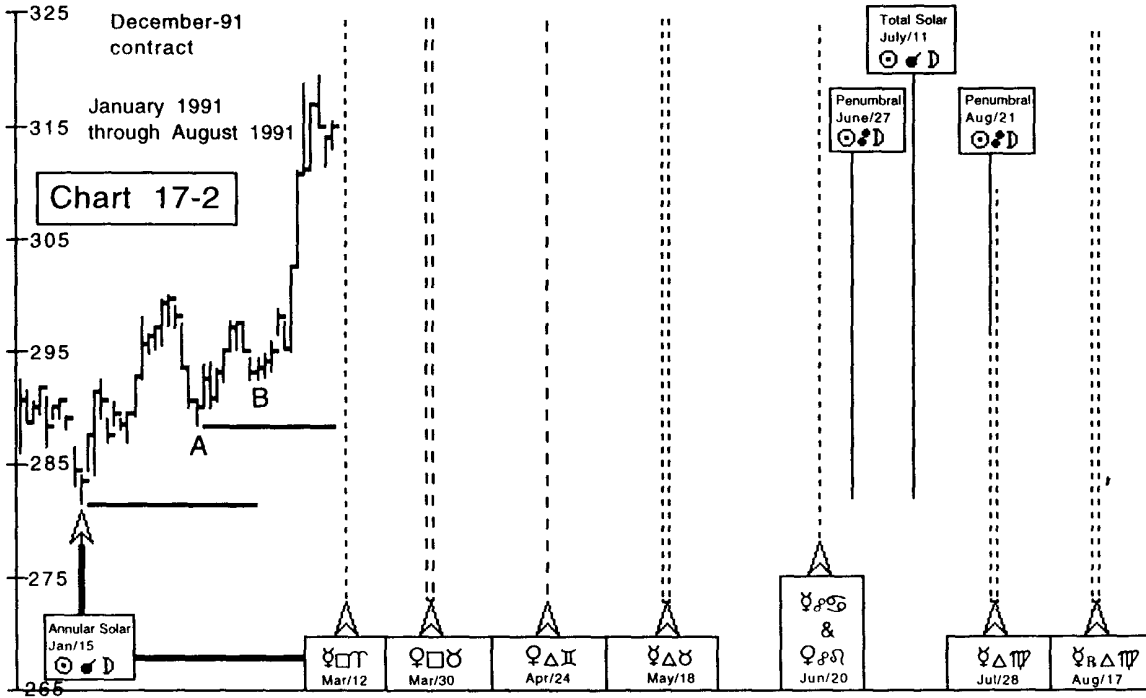 325
December-91
contract
315
January 1991
through August 1991
Chart 17-2
305
295
285
275
265
A
B
Total Solar
July/11
☉ ☌ ☽
Penumbral
June/27
☉ ☍ ☽
Penumbral
Aug/21
☉ ☍ ☽
Annular Solar
Jan/15
☉ ☌ ☽
☿□♈
Mar/12
♀□♉
Mar/30
♀△♊
Apr/24
☿△♉
May/18
☿☍♋
&
♀☍♌
Jun/20
☿△♍
Jul/28
☿℞△♍
Aug/17